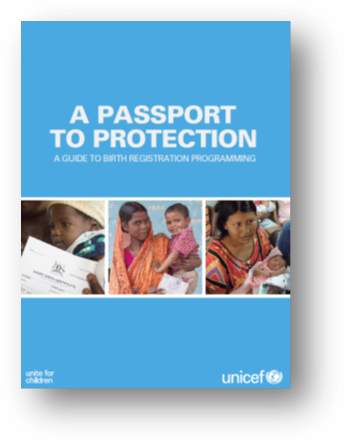 A PASSPORT
TO PROTECTION
A GUIDE TO BIRTH REGISTRATION PROGRAMMING
unite for
children
unicef